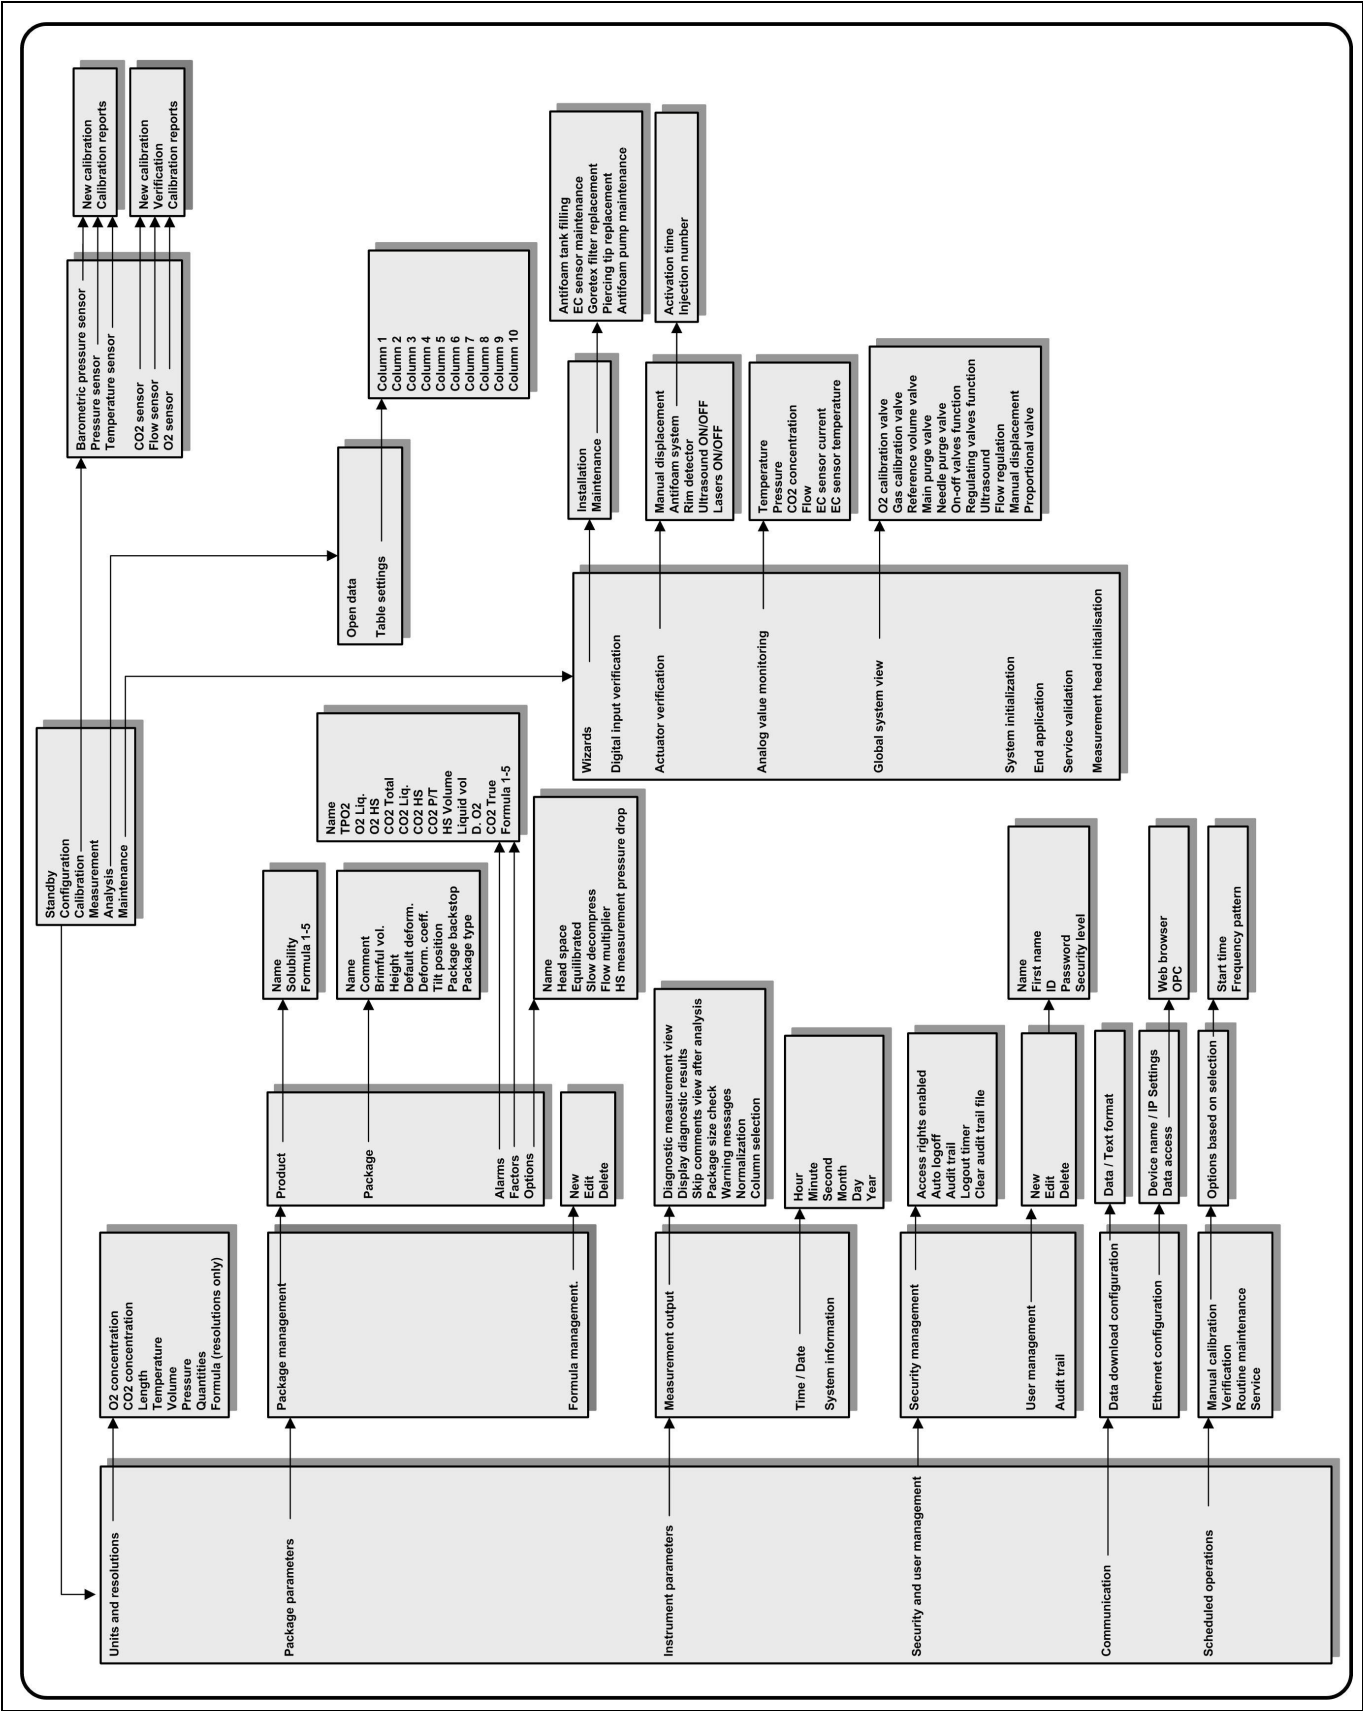 Standby
Configuration
Calibration
Measurement
Analysis
Maintenance
Barometric pressure sensor
Pressure sensor
Temperature sensor
CO2 sensor
Flow sensor
O2 sensor
New calibration
Calibration reports
New calibration
Verification
Calibration reports
Open data
Table settings
Column 1
Column 2
Column 3
Column 4
Column 5
Column 6
Column 7
Column 8
Column 9
Column 10
Wizards
Digital input verification
Actuator verification
Analog value monitoring
Global system view
System initialization
End application
Service validation
Measurement head initialisation
Installation
Maintenance
Antifoam tank filling
EC sensor maintenance
Goretex filter replacement
Piercing tip replacement
Antifoam pump maintenance
Manual displacement
Antifoam system
Rim detector
Ultrasound ON/OFF
Lasers ON/OFF
Activation time
Injection number
Temperature
Pressure
CO2 concentration
Flow
EC sensor current
EC sensor temperature
O2 calibration valve
Gas calibration valve
Reference volume valve
Main purge valve
Needle purge valve
On-off valves function
Regulating valves function
Ultrasound
Flow regulation
Manual displacement
Proportional valve
Units and resolutions
Package parameters
Instrument parameters
Security and user management
Communication
Scheduled operations
O2 concentration
CO2 concentration
Length
Temperature
Volume
Pressure
Quantities
Formula (resolutions only)
Package management
Formula management.
Product
Package
Alarms
Factors
Options
Name
Solubility
Formula 1-5
Name
Comment
Brimful vol.
Height
Default deform.
Deform. coeff.
Tilt position
Package backstop
Package type
Name
TPO2
O2 Liq.
O2 HS
CO2 Total
CO2 Liq.
CO2 HS
CO2 P/T
HS Volume
Liquid vol
D. O2
CO2 True
Formula 1-5
Name
Head space
Equilibrated
Slow decompress
Flow multiplier
HS measurement pressure drop
New
Edit
Delete
Measurement output
Time / Date
System information
Diagnostic measurement view
Display diagnostic results
Skip comments view after analysis
Package size check
Warning messages
Normalization
Column selection
Hour
Minute
Second
Month
Day
Year
Security management
User management
Audit trail
Access rights enabled
Auto logoff
Audit trail
Logout timer
Clear audit trail file
New
Edit
Delete
Name
First name
ID
Password
Security level
Data download configuration
Ethernet configuration
Data / Text format
Device name / IP Settings
Data access
Web browser
OPC
Manual calibration
Verification
Routine maintenance
Service
Options based on selection
Start time
Frequency pattern